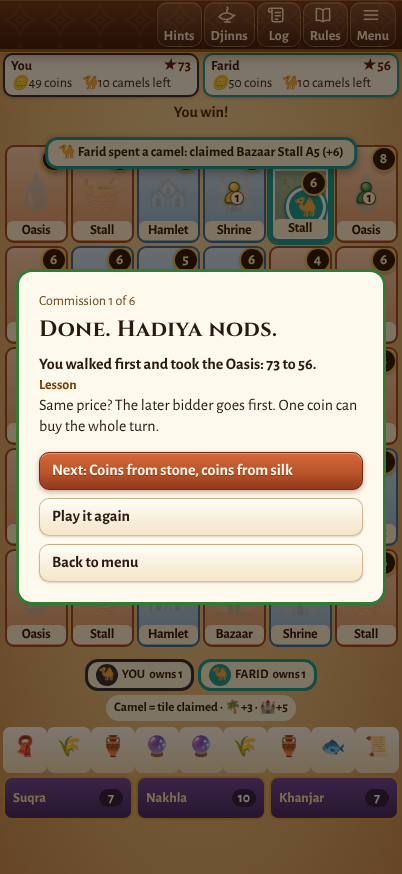 Hints
Djinns
Log
Rules
Menu
You
★73
49 coins
10 camels left
Farid
★56
50 coins
10 camels left
You win!
Farid spent a camel: claimed Bazaar Stall A5 (+6)
8
6
1
1
Oasis
Stall
Hamlet
Shrine
Stall
Oasis
6
6
5
6
4
6
Commission 1 of 6
Done. Hadiya nods.
You walked first and took the Oasis: 73 to 56.
Lesson
Same price? The later bidder goes first. One coin can
buy the whole turn.
Next: Coins from stone, coins from silk
Play it again
Back to menu
Oasis
Stall
Hamlet
Bazaar
Shrine
Stall
YOU owns 1
FARID owns 1
Camel = tile claimed · +3 · +5
Suqra 7
Nakhla 10
Khanjar 7